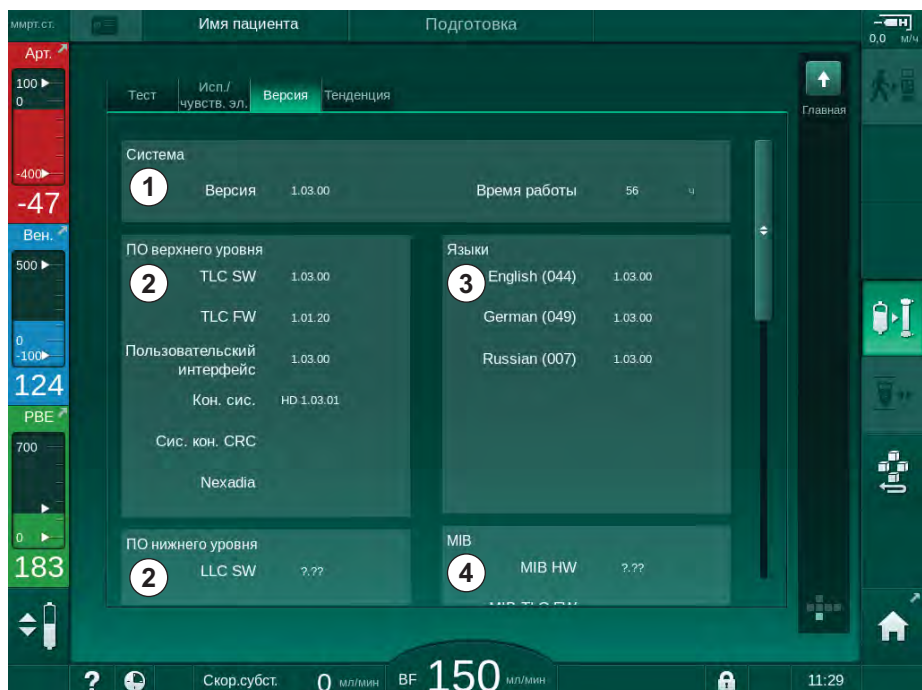 ммрт.ст.
Имя пациента
Подготовка
0,0 м/ч
Арт.
100
0
-400
-47
Вен.
500
0
-100
124
PBE
700
0
183
Тест
Исп./
чувств. эл.
Версия
Тенденция
Главная
Система
1
Версия 1.03.00
Время работы 56 ч
ПО верхнего уровня
2
TLC SW 1.03.00
TLC FW 1.01.20
Пользовательский
интерфейс 1.03.00
Кон. сис. HD 1.03.01
Сис. кон. CRC
Nexadia
Языки
3
English (044) 1.03.00
German (049) 1.03.00
Russian (007) 1.03.00
ПО нижнего уровня
2
LLC SW ?.??
MIB
4
MIB HW ?.??
?
Скор.субст. 0 мл/мин
BF 150 мл/мин
11:29